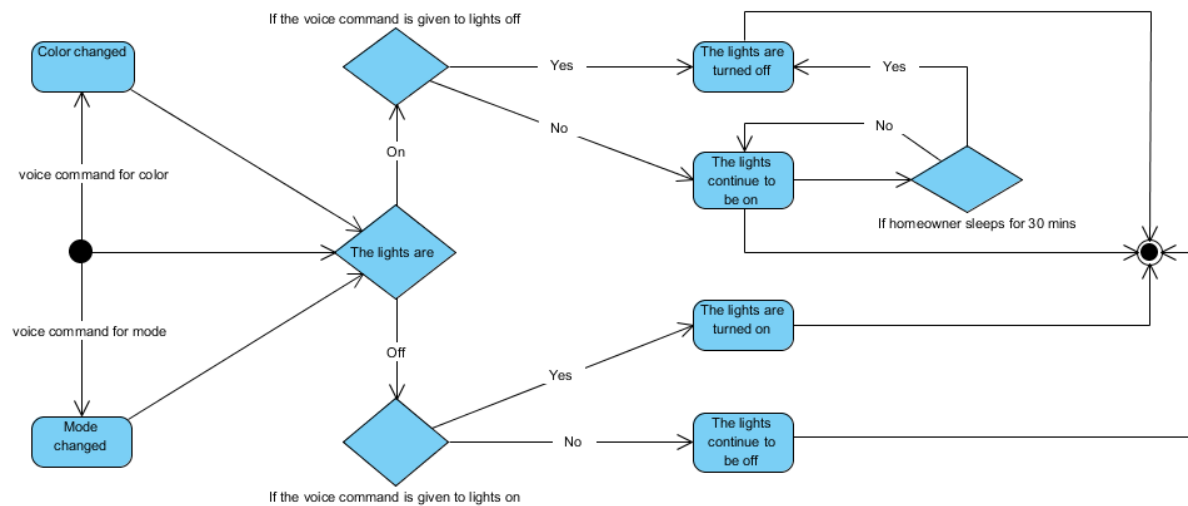 If the voice command is given to lights off
Color changed
The lights are
turned off
Yes
Yes
No
No
On
The lights
continue to
be on
voice command for color
If homeowner sleeps for 30 mins
The lights are
voice command for mode
The lights are
turned on
Off
Yes
Mode
changed
No
The lights
continue to
be off
If the voice command is given to lights on